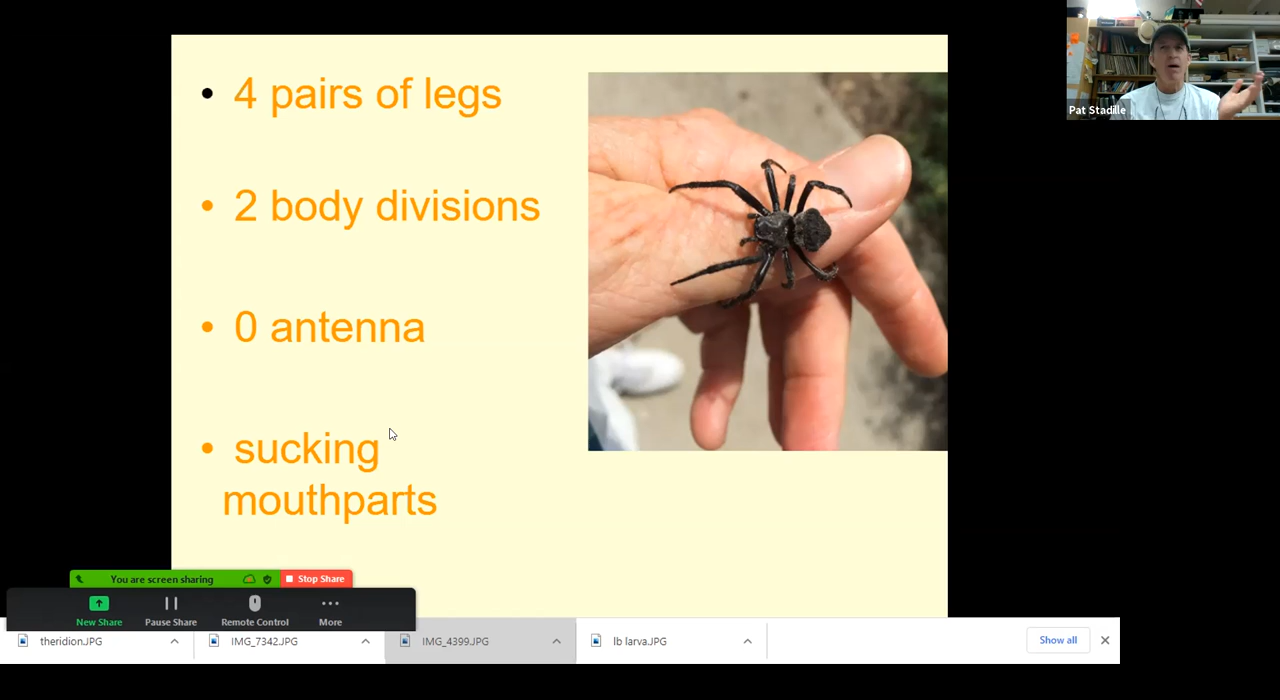 4 pairs of legs
Pat Stadille
2 body divisions
0 antenna
sucking
mouthparts
You are screen sharing
Stop Share
New Share
Pause Share
Remote Control
More
theridion.JPG
IMG_7342.JPG
IMG_4399.JPG
lb larva.JPG
Show all